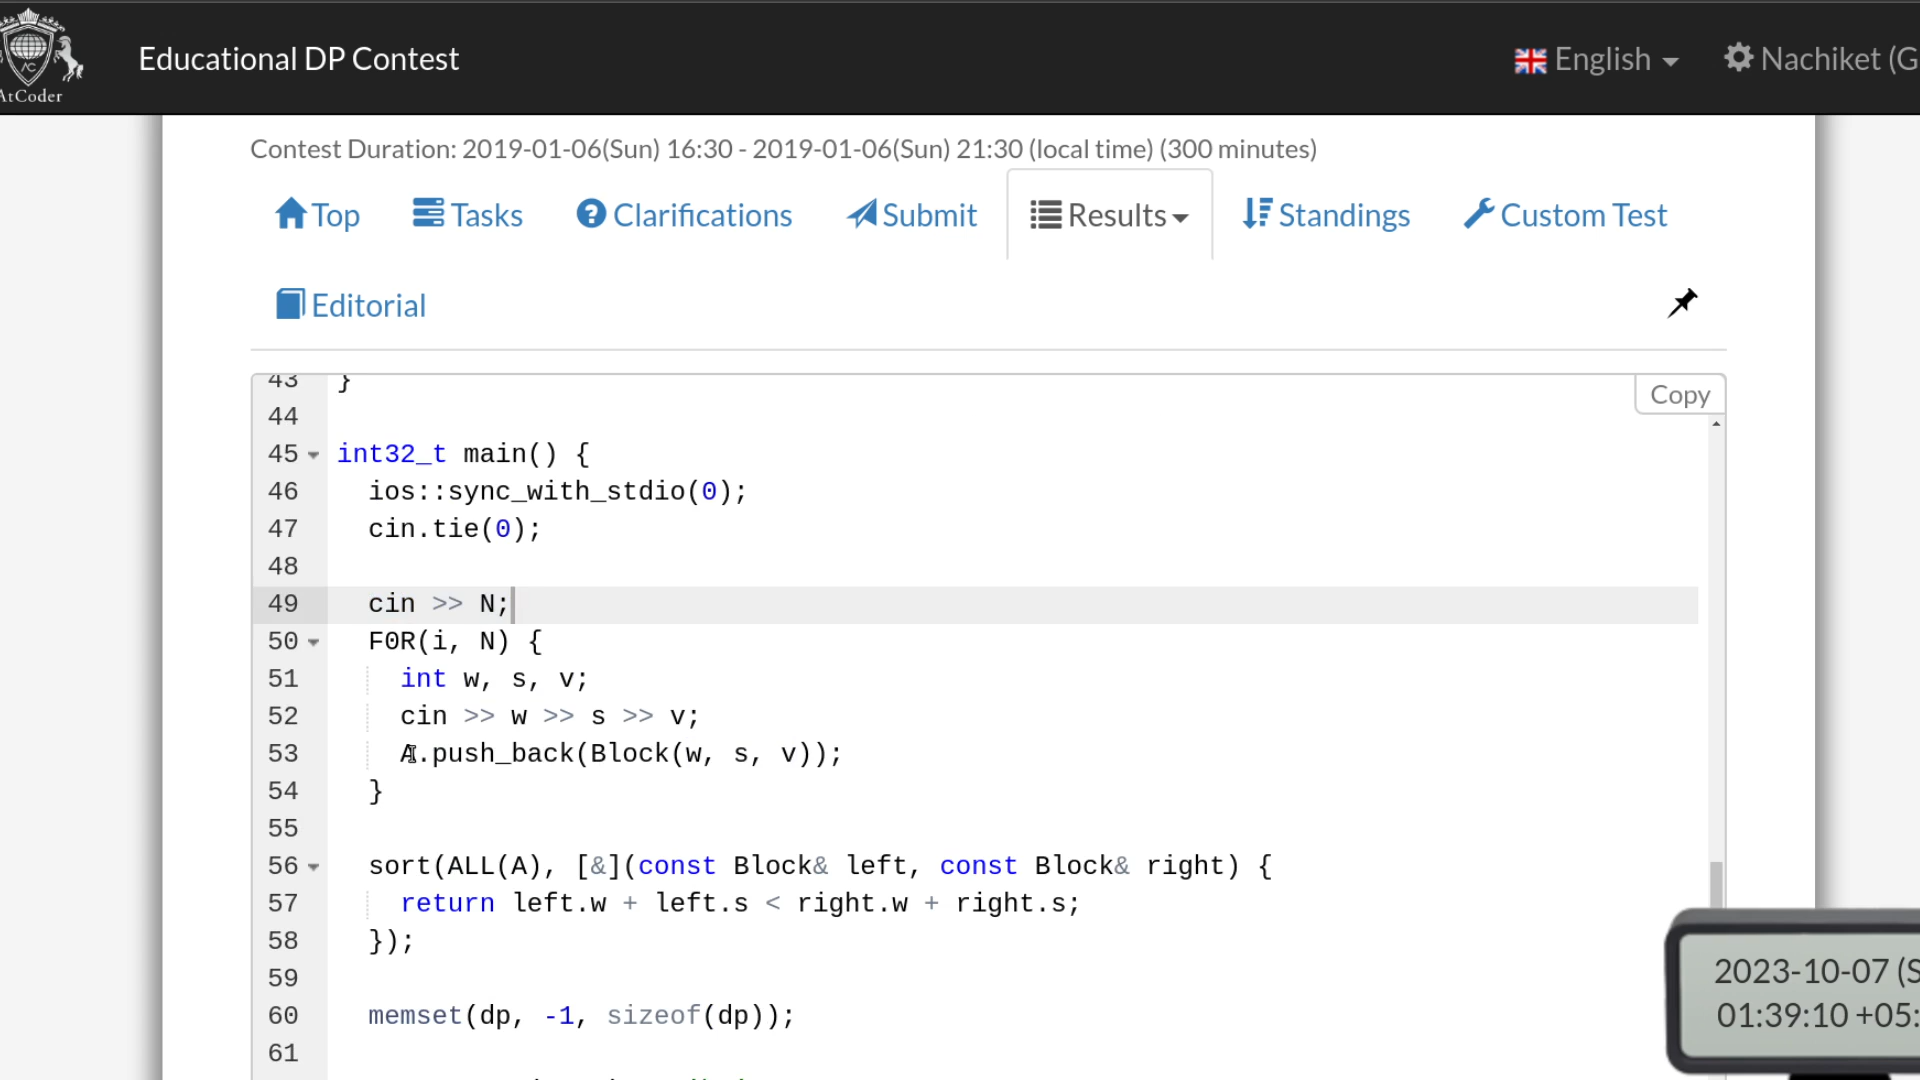 AtCoder
Educational DP Contest
English
Nachiket (G
Contest Duration: 2019-01-06(Sun) 16:30 - 2019-01-06(Sun) 21:30 (local time) (300 minutes)
Top Tasks Clarifications Submit Results Standings Custom Test
Editorial
Copy
43 }
44
45 int32_t main() {
46 ios::sync_with_stdio(0);
47 cin.tie(0);
48
49 cin >> N;
50 F0R(i, N) {
51 int w, s, v;
52 cin >> w >> s >> v;
53 A.push_back(Block(w, s, v));
54 }
55
56 sort(ALL(A), [&](const Block& left, const Block& right) {
57 return left.w + left.s < right.w + right.s;
58 });
59
60 memset(dp, -1, sizeof(dp));
61
2023-10-07 (S
01:39:10 +05: